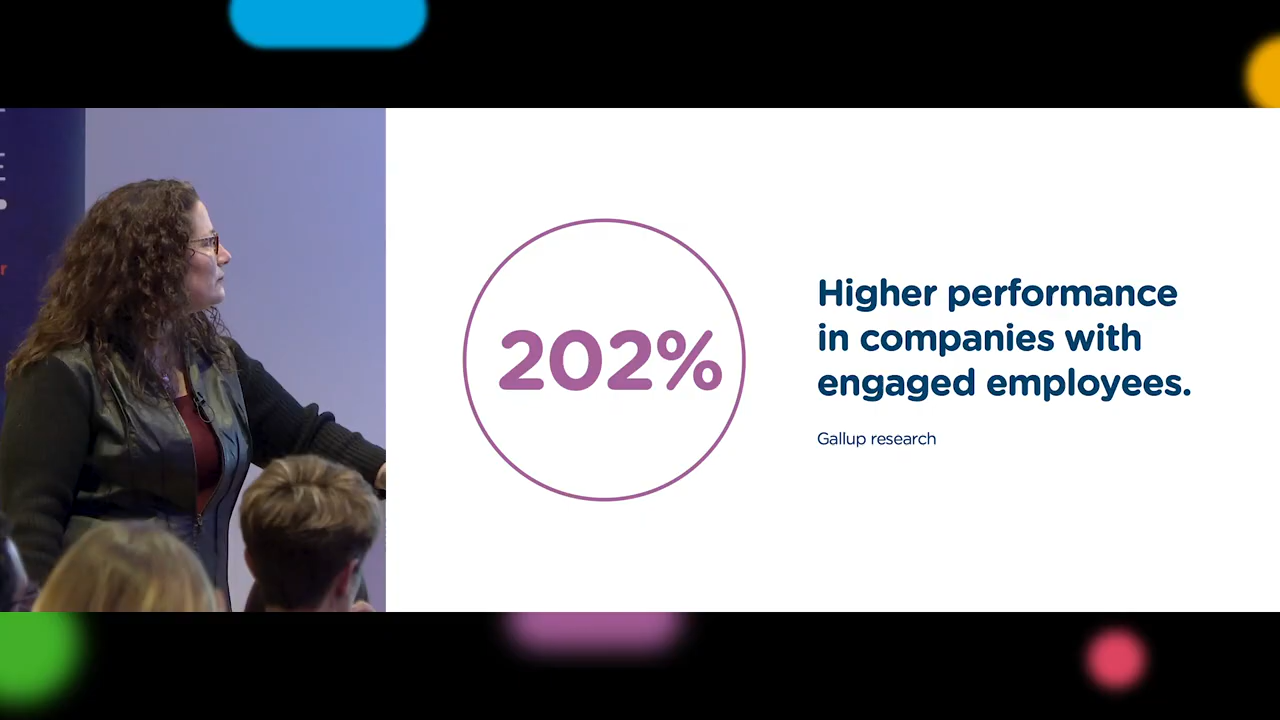 202%
Higher performance
in companies with
engaged employees.
Gallup research